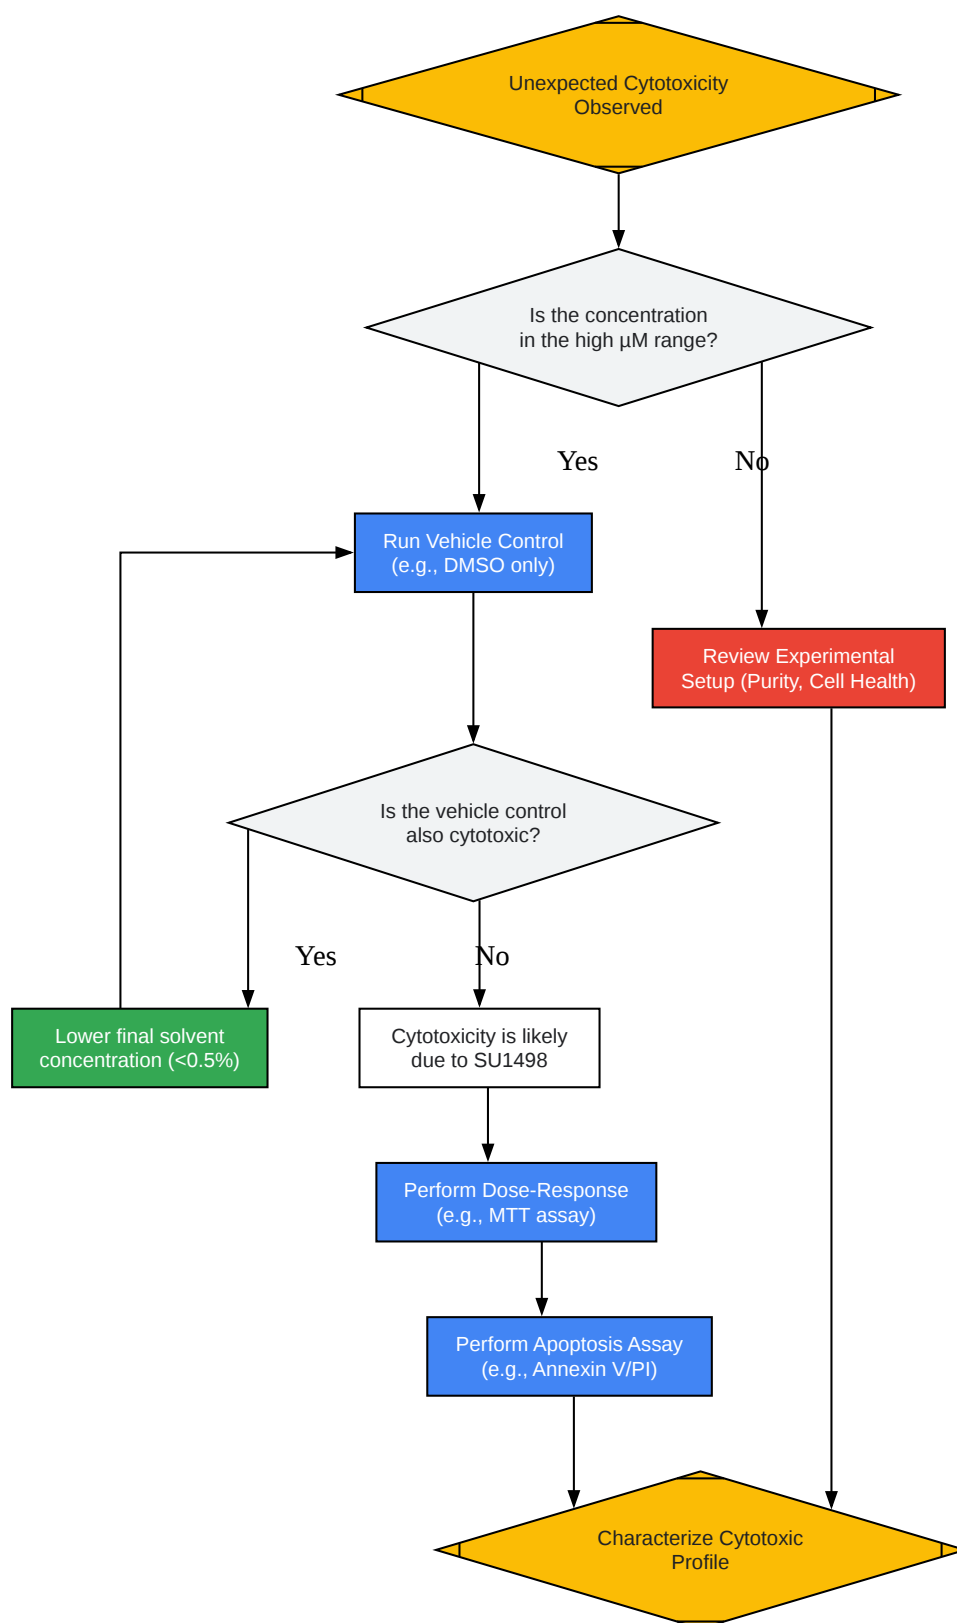 Unexpected Cytotoxicity
Observed
Is the concentration
in the high µM range?
Yes
No
Run Vehicle Control
(e.g., DMSO only)
Review Experimental
Setup (Purity, Cell Health)
Is the vehicle control
also cytotoxic?
Yes
No
Lower final solvent
concentration (<0.5%)
Cytotoxicity is likely
due to SU1498
Perform Dose-Response
(e.g., MTT assay)
Perform Apoptosis Assay
(e.g., Annexin V/PI)
Characterize Cytotoxic
Profile